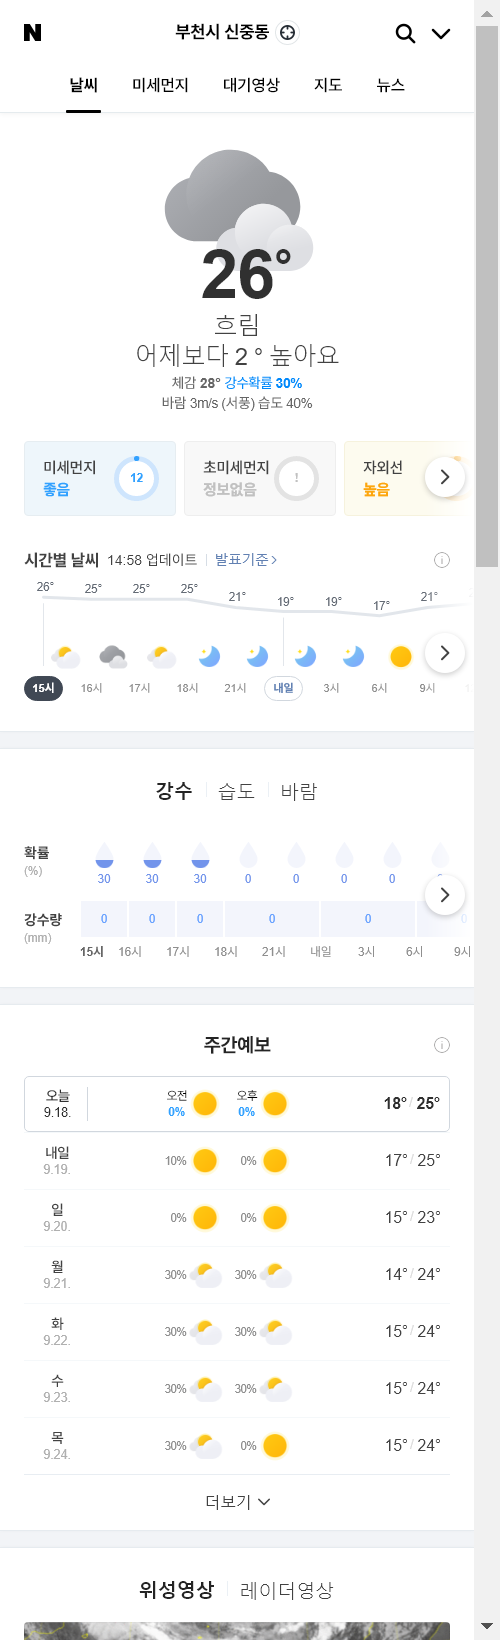 N 부천시 신중동
날씨 미세먼지 대기영상 지도 뉴스
26°
흐림
어제보다 2 ° 높아요
체감 28° 강수확률 30%
바람 3m/s (서풍) 습도 40%
미세먼지 좋음 12
초미세먼지 정보없음 !
자외선 높음
시간별 날씨 14:58 업데이트 발표기준
26° 25° 25° 25° 21° 19° 19° 17° 21°
15시 16시 17시 18시 21시 내일 3시 6시 9시
강수 습도 바람
확률 (%) 30 30 30 0 0 0 0
강수량 (mm) 0 0 0 0 0 0
15시 16시 17시 18시 21시 내일 3시 6시 9시
주간예보
오늘 9.18. 오전 0% 오후 0% 18° / 25°
내일 9.19. 10% 0% 17° / 25°
일 9.20. 0% 0% 15° / 23°
월 9.21. 30% 30% 14° / 24°
화 9.22. 30% 30% 15° / 24°
수 9.23. 30% 30% 15° / 24°
목 9.24. 30% 0% 15° / 24°
더보기
위성영상 레이더영상